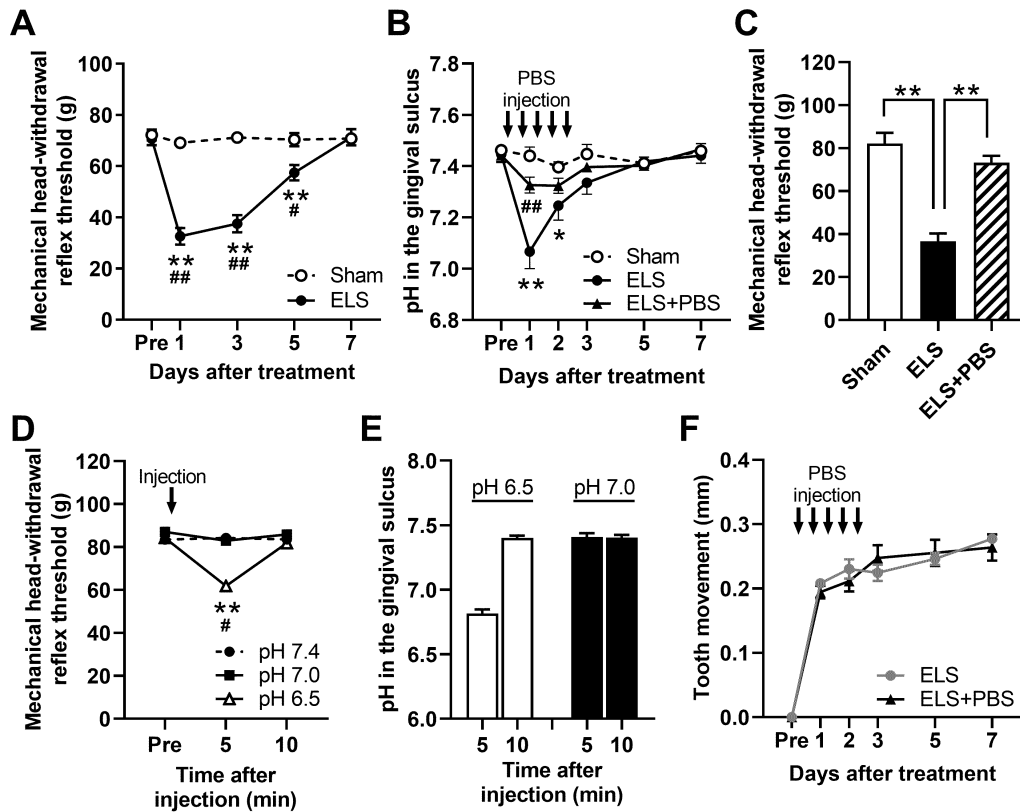 A
Mechanical head-withdrawal
reflex threshold (g)
100
80
60
40
20
0
**
##
**
##
**
#
Sham
ELS
Pre 1 3 5 7
Days after treatment
B
pH in the gingival sulcus
7.8
7.6
7.4
7.2
7.0
6.8
PBS
injection
##
*
**
Sham
ELS
ELS+PBS
Pre 1 2 3 5 7
Days after treatment
C
Mechanical head-withdrawal
reflex threshold (g)
120
100
80
60
40
20
0
** **
Sham
ELS
ELS+PBS
D
Mechanical head-withdrawal
reflex threshold (g)
120
100
80
60
40
20
0
Injection
**
#
pH 7.4
pH 7.0
pH 6.5
Pre 5 10
Time after
injection (min)
E
pH in the gingival sulcus
8.0
7.5
7.0
6.5
6.0
pH 6.5 pH 7.0
5 10 5 10
Time after
injection (min)
F
Tooth movement (mm)
0.4
0.3
0.2
0.1
0.0
PBS
injection
ELS
ELS+PBS
Pre 1 2 3 5 7
Days after treatment